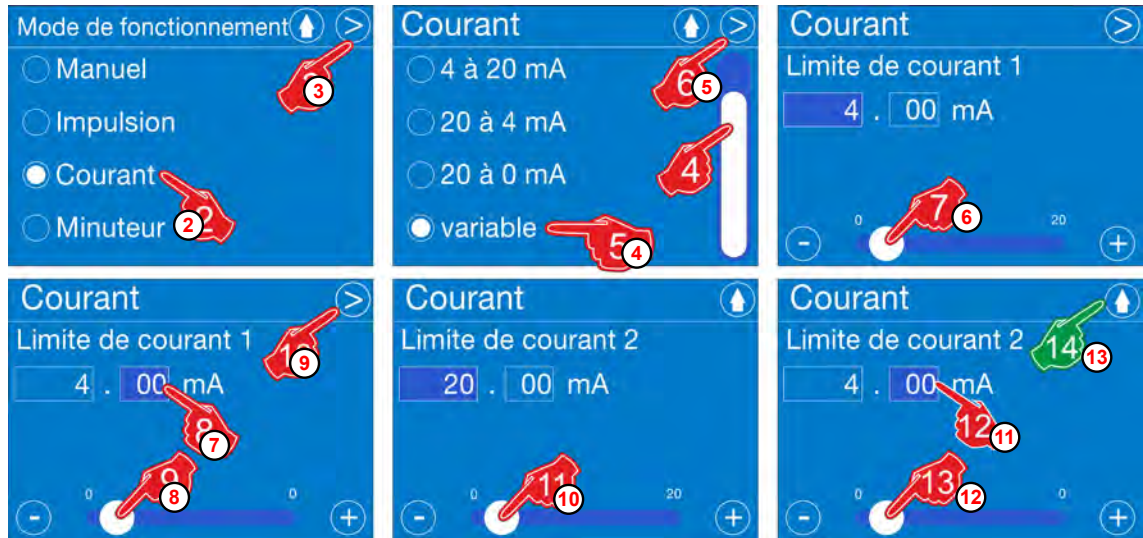 Mode de fonctionnement
Manuel
3
Impulsion
Courant
Minuteur
2
2
Courant
4 à 20 mA
6
5
20 à 4 mA
20 à 0 mA
4
variable
5
4
Courant
Limite de courant 1
4 . 00 mA
7
6
0
20
-
+
Courant
Limite de courant 1
10
9
4 . 00 mA
8
7
9
8
0
0
-
+
Courant
Limite de courant 2
20 . 00 mA
11
10
0
20
-
+
Courant
Limite de courant 2
14
13
4 . 00 mA
12
11
13
12
0
0
-
+